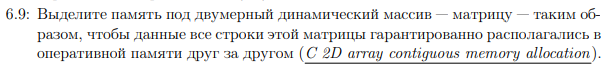 6.9: Выделите память под двумерный динамический массив — матрицу — таким об-
разом, чтобы данные все строки этой матрицы гарантированно располагались в
оперативной памяти друг за другом (C 2D array contiguous memory allocation).